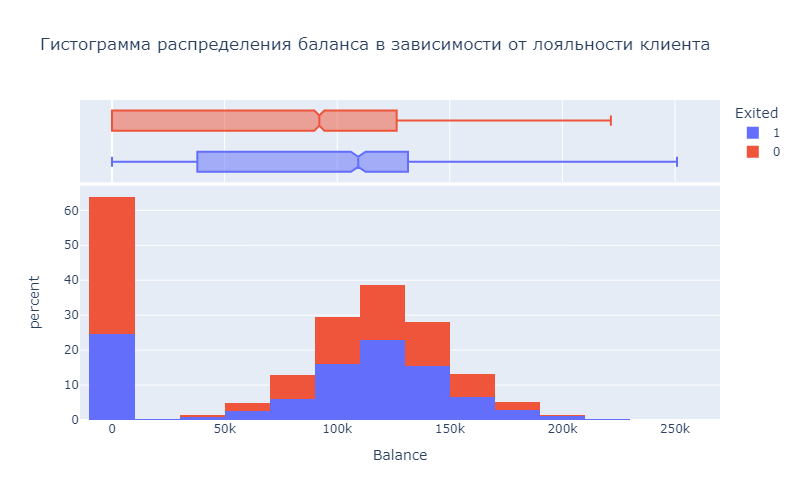 Гистограмма распределения баланса в зависимости от лояльности клиента
Exited
1
0
60
50
40
30
20
10
0
percent
0 50k 100k 150k 200k 250k
Balance